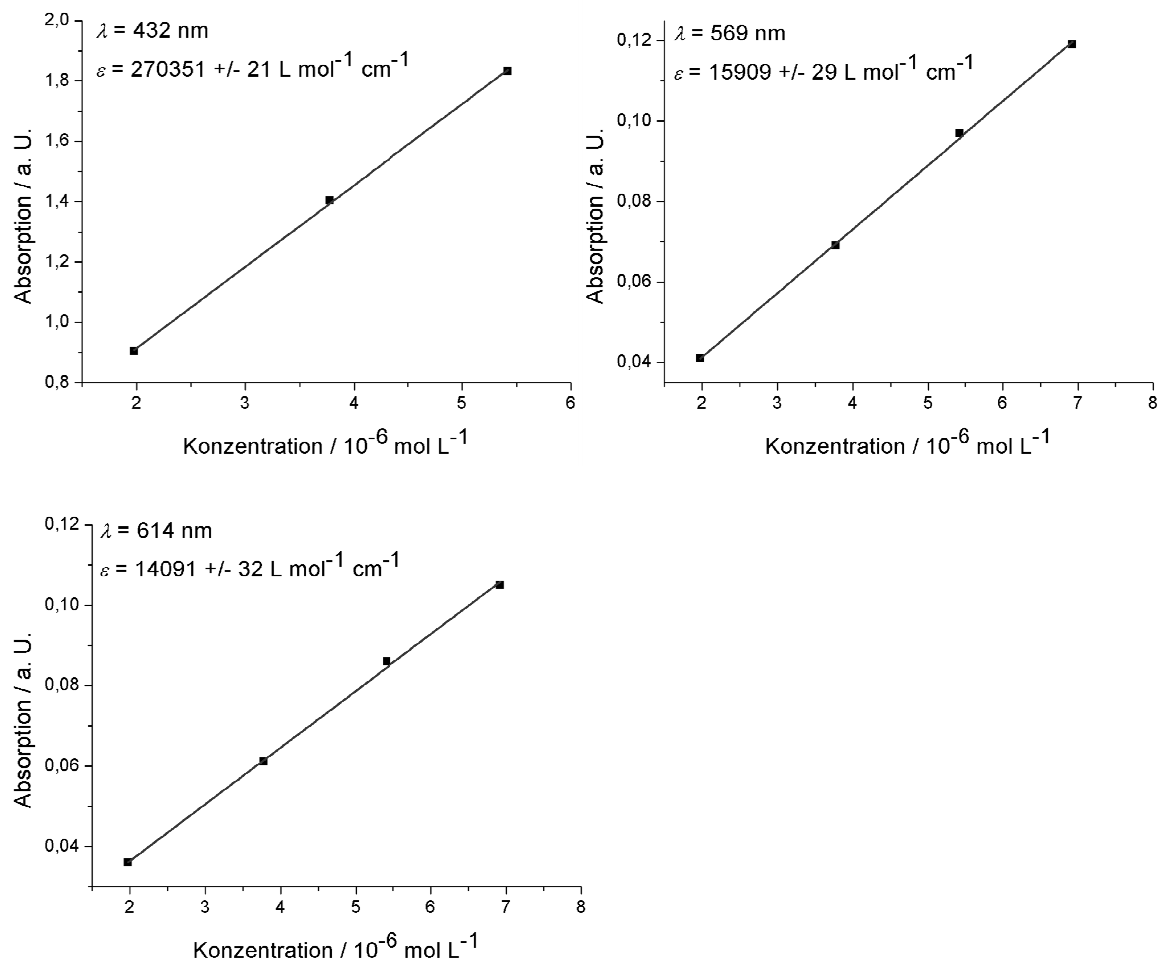 λ = 432 nm
ε = 270351 +/- 21 L mol⁻¹ cm⁻¹
Absorption / a. U.
2,0
1,8
1,6
1,4
1,2
1,0
0,8
2 3 4 5 6
Konzentration / 10⁻⁶ mol L⁻¹
λ = 569 nm
ε = 15909 +/- 29 L mol⁻¹ cm⁻¹
Absorption / a. U.
0,12
0,10
0,08
0,06
0,04
2 3 4 5 6 7 8
Konzentration / 10⁻⁶ mol L⁻¹
λ = 614 nm
ε = 14091 +/- 32 L mol⁻¹ cm⁻¹
Absorption / a. U.
0,12
0,10
0,08
0,06
0,04
2 3 4 5 6 7 8
Konzentration / 10⁻⁶ mol L⁻¹